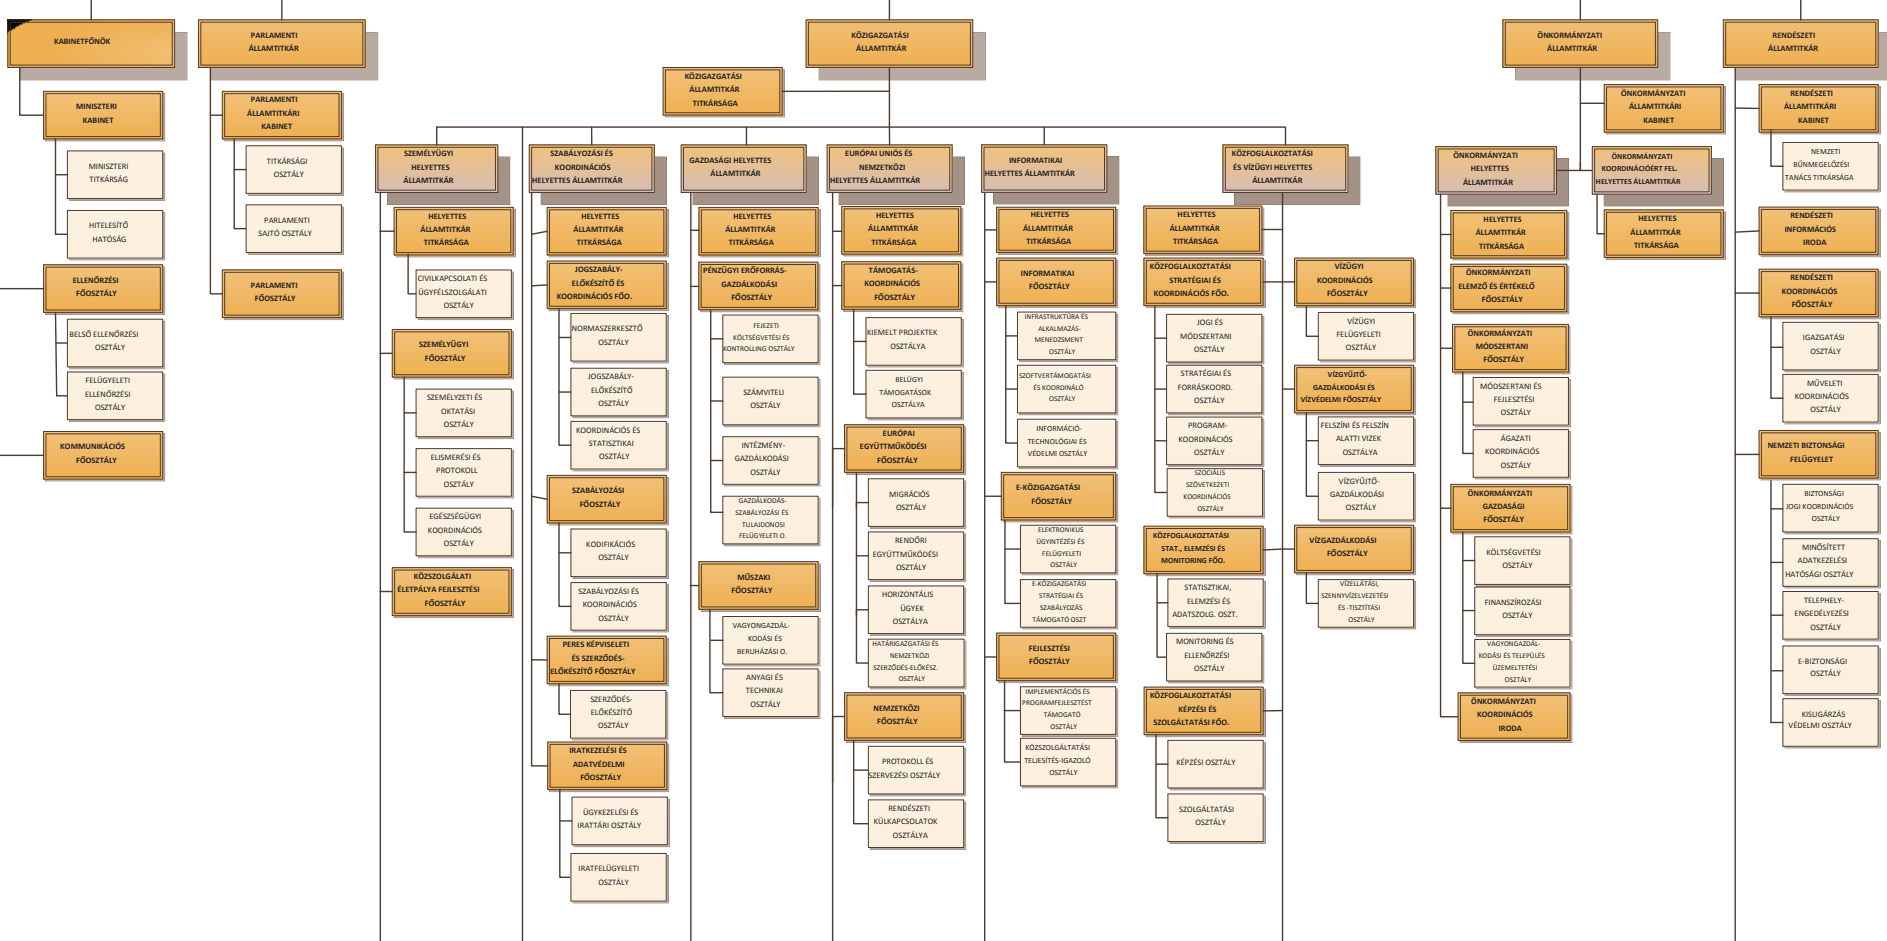 KABINETFŐNÖK
MINISZTERI
KABINET
MINISZTERI
TITKÁRSÁG
HITELESÍTŐ
HATÓSÁG
ELLENŐRZÉSI
FŐOSZTÁLY
BELSŐ ELLENŐRZÉSI
OSZTÁLY
FELÜGYELETI
ELLENŐRZÉSI
OSZTÁLY
KOMMUNIKÁCIÓS
FŐOSZTÁLY
PARLAMENTI
ÁLLAMTITKÁR
PARLAMENTI
ÁLLAMTITKÁRI
KABINET
TITKÁRSÁGI
OSZTÁLY
PARLAMENTI
SAJTÓ OSZTÁLY
PARLAMENTI
FŐOSZTÁLY
KÖZIGAZGATÁSI
ÁLLAMTITKÁR
KÖZIGAZGATÁSI
ÁLLAMTITKÁR
TITKÁRSÁGA
SZEMÉLYÜGYI
HELYETTES
ÁLLAMTITKÁR
HELYETTES
ÁLLAMTITKÁR
TITKÁRSÁGA
CIVILKAPCSOLATI ÉS
ÜGYFÉLSZOLGÁLATI
OSZTÁLY
SZEMÉLYÜGYI
FŐOSZTÁLY
SZEMÉLYZETI ÉS
OKTATÁSI
OSZTÁLY
ELISMERÉSI ÉS
PROTOKOLL
OSZTÁLY
EGÉSZSÉGÜGYI
KOORDINÁCIÓS
OSZTÁLY
KÖZSZOLGÁLATI
ÉLETPÁLYA FEJLESZTÉSI
FŐOSZTÁLY
SZABÁLYOZÁSI ÉS
KOORDINÁCIÓS
HELYETTES ÁLLAMTITKÁR
HELYETTES
ÁLLAMTITKÁR
TITKÁRSÁGA
JOGSZABÁLY-
ELŐKÉSZÍTŐ ÉS
KOORDINÁCIÓS FŐO.
NORMASZERKESZTŐ
OSZTÁLY
JOGSZABÁLY-
ELŐKÉSZÍTŐ
OSZTÁLY
KOORDINÁCIÓS ÉS
STATISZTIKAI
OSZTÁLY
SZABÁLYOZÁSI
FŐOSZTÁLY
KODIFIKÁCIÓS
OSZTÁLY
SZABÁLYOZÁSI ÉS
KOORDINÁCIÓS
OSZTÁLY
PERES KÉPVISELETI
ÉS SZERZŐDÉS-
ELŐKÉSZÍTŐ FŐOSZTÁLY
SZERZŐDÉS-
ELŐKÉSZÍTŐ
OSZTÁLY
IRATKEZELÉSI ÉS
ADATVÉDELMI
FŐOSZTÁLY
ÜGYKEZELÉSI ÉS
IRATTÁRI OSZTÁLY
IRATFELÜGYELETI
OSZTÁLY
GAZDASÁGI HELYETTES
ÁLLAMTITKÁR
HELYETTES
ÁLLAMTITKÁR
TITKÁRSÁGA
PÉNZÜGYI ERŐFORRÁS-
GAZDÁLKODÁSI
FŐOSZTÁLY
FEJEZETI
KÖLTSÉGVETÉSI ÉS
KONTROLLING OSZTÁLY
SZÁMVITELI
OSZTÁLY
INTÉZMÉNY-
GAZDÁLKODÁSI
OSZTÁLY
GAZDÁLKODÁS-
SZABÁLYOZÁSI ÉS
TULAJDONOSI
FELÜGYELETI O.
MŰSZAKI
FŐOSZTÁLY
VAGYONGAZDÁL-
KODÁSI ÉS
BERUHÁZÁSI O.
ANYAGI ÉS
TECHNIKAI
OSZTÁLY
EURÓPAI UNIÓS ÉS
NEMZETKÖZI
HELYETTES ÁLLAMTITKÁR
HELYETTES
ÁLLAMTITKÁR
TITKÁRSÁGA
TÁMOGATÁS-
KOORDINÁCIÓS
FŐOSZTÁLY
KIEMELT PROJEKTEK
OSZTÁLYA
BELÜGYI
TÁMOGATÁSOK
OSZTÁLYA
EURÓPAI
EGYÜTTMŰKÖDÉSI
FŐOSZTÁLY
MIGRÁCIÓS
OSZTÁLY
RENDŐRI
EGYÜTTMŰKÖDÉSI
OSZTÁLY
HORIZONTÁLIS
ÜGYEK
OSZTÁLYA
HATÁRIGAZGATÁSI ÉS
NEMZETKÖZI
SZERZŐDÉS-ELŐKÉSZ.
OSZTÁLY
NEMZETKÖZI
FŐOSZTÁLY
PROTOKOLL ÉS
SZERVEZÉSI OSZTÁLY
RENDÉSZETI
KÜLKAPCSOLATOK
OSZTÁLYA
INFORMATIKAI
HELYETTES ÁLLAMTITKÁR
HELYETTES
ÁLLAMTITKÁR
TITKÁRSÁGA
INFORMATIKAI
FŐOSZTÁLY
INFRASTRUKTÚRA ÉS
ALKALMAZÁS-
MENEDZSMENT
OSZTÁLY
SZOFTVERTÁMOGATÁSI
ÉS KOORDINÁLÓ
OSZTÁLY
INFORMÁCIÓ-
TECHNOLÓGIAI ÉS
VÉDELMI OSZTÁLY
E-KÖZIGAZGATÁSI
FŐOSZTÁLY
ELEKTRONIKUS
ÜGYINTÉZÉSI ÉS
FELÜGYELETI
OSZTÁLY
E-KÖZIGAZGATÁSI
STRATÉGIAI ÉS
SZABÁLYOZÁS
TÁMOGATÓ OSZT
FEJLESZTÉSI
FŐOSZTÁLY
IMPLEMENTÁCIÓS ÉS
PROGRAMFEJLESZTÉST
TÁMOGATÓ
OSZTÁLY
KÖZSZOLGÁLTATÁSI
TELJESÍTÉS-IGAZOLÓ
OSZTÁLY
KÖZFOGLALKOZTATÁSI
ÉS VÍZÜGYI HELYETTES
ÁLLAMTITKÁR
HELYETTES
ÁLLAMTITKÁR
TITKÁRSÁGA
KÖZFOGLALKOZTATÁSI
STRATÉGIAI ÉS
KOORDINÁCIÓS FŐO.
JOGI ÉS
MÓDSZERTANI
OSZTÁLY
STRATÉGIAI ÉS
FORRÁSKOORD.
OSZTÁLY
PROGRAM-
KOORDINÁCIÓS
OSZTÁLY
SZOCIÁLIS
SZÖVETKEZETI
KOORDINÁCIÓS
OSZTÁLY
KÖZFOGLALKOZTATÁSI
STAT., ELEMZÉSI ÉS
MONITORING FŐO.
STATISZTIKAI,
ELEMZÉSI ÉS
ADATSZOLG. OSZT.
MONITORING ÉS
ELLENŐRZÉSI
OSZTÁLY
KÖZFOGLALKOZTATÁSI
KÉPZÉSI ÉS
SZOLGÁLTATÁSI FŐO.
KÉPZÉSI OSZTÁLY
SZOLGÁLTATÁSI
OSZTÁLY
VÍZÜGYI
KOORDINÁCIÓS
FŐOSZTÁLY
VÍZÜGYI
FELÜGYELETI
OSZTÁLY
VÍZGYŰJTŐ-
GAZDÁLKODÁSI ÉS
VÍZVÉDELMI FŐOSZTÁLY
FELSZÍNI ÉS FELSZÍN
ALATTI VIZEK
OSZTÁLYA
VÍZGYŰJTŐ-
GAZDÁLKODÁSI
OSZTÁLY
VÍZGAZDÁLKODÁSI
FŐOSZTÁLY
VÍZELLÁTÁSI,
SZENNYVÍZELVEZETÉSI
ÉS -TISZTÍTÁSI
OSZTÁLY
ÖNKORMÁNYZATI
ÁLLAMTITKÁR
ÖNKORMÁNYZATI
ÁLLAMTITKÁRI
KABINET
ÖNKORMÁNYZATI
HELYETTES
ÁLLAMTITKÁR
HELYETTES
ÁLLAMTITKÁR
TITKÁRSÁGA
ÖNKORMÁNYZATI
ELEMZŐ ÉS ÉRTÉKELŐ
FŐOSZTÁLY
ÖNKORMÁNYZATI
MÓDSZERTANI
FŐOSZTÁLY
MÓDSZERTANI ÉS
FEJLESZTÉSI
OSZTÁLY
ÁGAZATI
KOORDINÁCIÓS
OSZTÁLY
ÖNKORMÁNYZATI
GAZDASÁGI
FŐOSZTÁLY
KÖLTSÉGVETÉSI
OSZTÁLY
FINANSZÍROZÁSI
OSZTÁLY
VAGYONGAZDÁL-
KODÁSI ÉS TELEPÜLÉS
ÜZEMELTETÉSI
OSZTÁLY
ÖNKORMÁNYZATI
KOORDINÁCIÓS
IRODA
ÖNKORMÁNYZATI
KOORDINÁCIÓÉRT FEL.
HELYETTES ÁLLAMTITKÁR
HELYETTES
ÁLLAMTITKÁR
TITKÁRSÁGA
RENDÉSZETI
ÁLLAMTITKÁR
RENDÉSZETI
ÁLLAMTITKÁRI
KABINET
NEMZETI
BŰNMEGELŐZÉSI
TANÁCS TITKÁRSÁGA
RENDÉSZETI
INFORMÁCIÓS
IRODA
RENDÉSZETI
KOORDINÁCIÓS
FŐOSZTÁLY
IGAZGATÁSI
OSZTÁLY
MŰVELETI
KOORDINÁCIÓS
OSZTÁLY
NEMZETI BIZTONSÁGI
FELÜGYELET
BIZTONSÁGI
JOGI KOORDINÁCIÓS
OSZTÁLY
MINŐSÍTETT
ADATKEZELÉSI
HATÓSÁGI OSZTÁLY
TELEPHELY-
ENGEDÉLYEZÉSI
OSZTÁLY
E-BIZTONSÁGI
OSZTÁLY
KISUGÁRZÁS
VÉDELMI OSZTÁLY